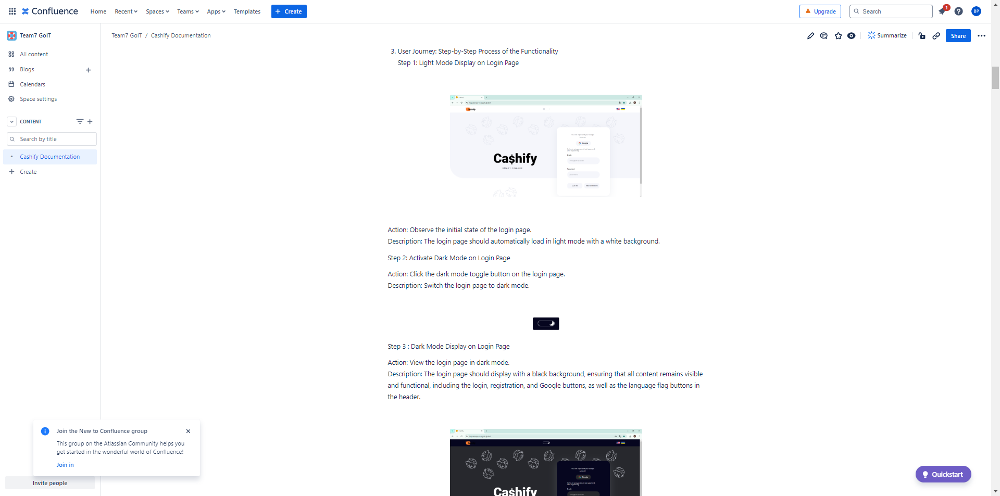 Confluence
Home
Recent
Spaces
Teams
Apps
Templates
+ Create
Upgrade
Search
1
?
BP
Team7 GoIT
All content
Blogs
Calendars
Space settings
CONTENT
Search by title
Cashify Documentation
Create
Team7 GoIT / Cashify Documentation
Summarize
Share
3. User Journey: Step-by-Step Process of the Functionality
Step 1: Light Mode Display on Login Page
Cashify
Ca$hify
SMART FINANCE
Google
Email
Password
LOG IN
REGISTRATION
Action: Observe the initial state of the login page.
Description: The login page should automatically load in light mode with a white background.
Step 2: Activate Dark Mode on Login Page
Action: Click the dark mode toggle button on the login page.
Description: Switch the login page to dark mode.
Step 3 : Dark Mode Display on Login Page
Action: View the login page in dark mode.
Description: The login page should display with a black background, ensuring that all content remains visible
and functional, including the login, registration, and Google buttons, as well as the language flag buttons in
the header.
Google
Email
Ca$hify
Join the New to Confluence group
This group on the Atlassian Community helps you
get started in the wonderful world of Confluence!
Join in
Invite people
Quickstart